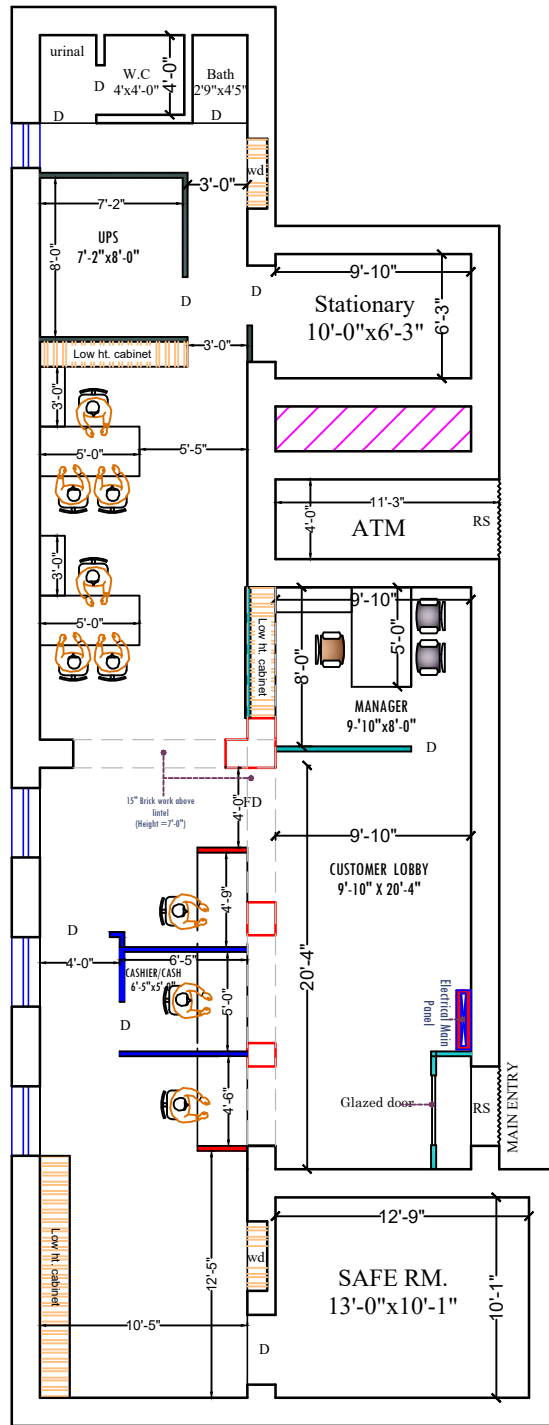 urinal
W.C
4'x4'-0"
4'-0"
Bath
2'9"x4'5"
D
D
D
wd
3'-0"
7'-2"
UPS
7'-2"x8'-0"
8'-0"
D
D
9'-10"
Stationary
10'-0"x6'-3"
6'-3"
Low ht. cabinet
3'-0"
3'-0"
5'-0"
5'-5"
11'-3"
4'-0"
ATM
RS
3'-0"
5'-0"
Low ht. cabinet
9'-10"
8'-0"
5'-0"
MANAGER
9-'10"x8'-0"
D
15" Brick work above
lintel
(Height =7'-0")
FD
4'-0"
9'-10"
CUSTOMER LOBBY
9'-10" X 20'-4"
20'-4"
4'-9"
D
4'-0"
6'-5"
CASHIER/CASH
6'-5"x5'-0"
5'-0"
D
4'-6"
Electrical Main
Panel
Glazed door
RS
MAIN ENTRY
Low ht. cabinet
12'-5"
10'-5"
wd
12'-9"
SAFE RM.
13'-0"x10'-1"
10'-1"
D